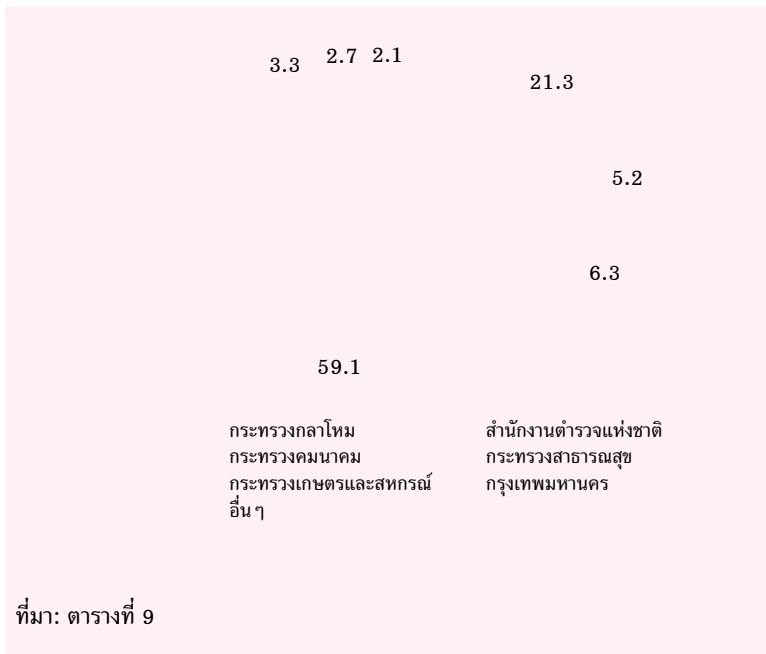 3.3 2.7 2.1
21.3
5.2
6.3
59.1
กระทรวงกลาโหม สำนักงานตำรวจแห่งชาติ
กระทรวงคมนาคม กระทรวงสาธารณสุข
กระทรวงเกษตรและสหกรณ์ กรุงเทพมหานคร
อื่น ๆ
ที่มา: ตารางที่ 9